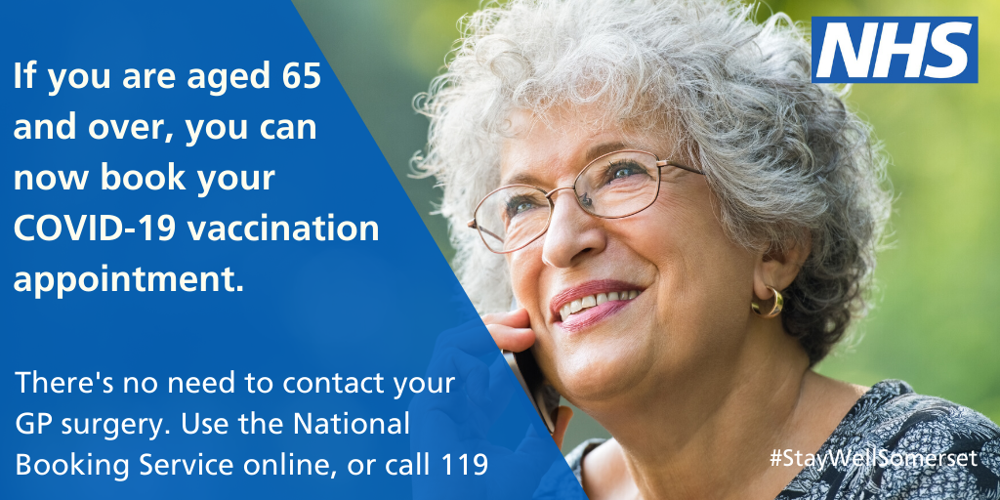 If you are aged 65
and over, you can
now book your
COVID-19 vaccination
appointment.
There's no need to contact your
GP surgery. Use the National
Booking Service online, or call 119
NHS
#StayWellSomerset